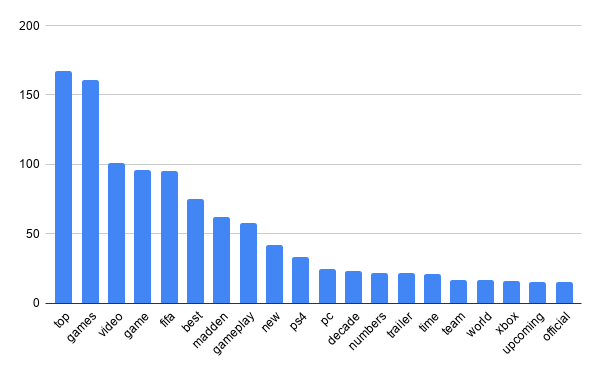 200
150
100
50
0
top
games
video
game
fifa
best
madden
gameplay
new
ps4
pc
decade
numbers
trailer
time
team
world
xbox
upcoming
official